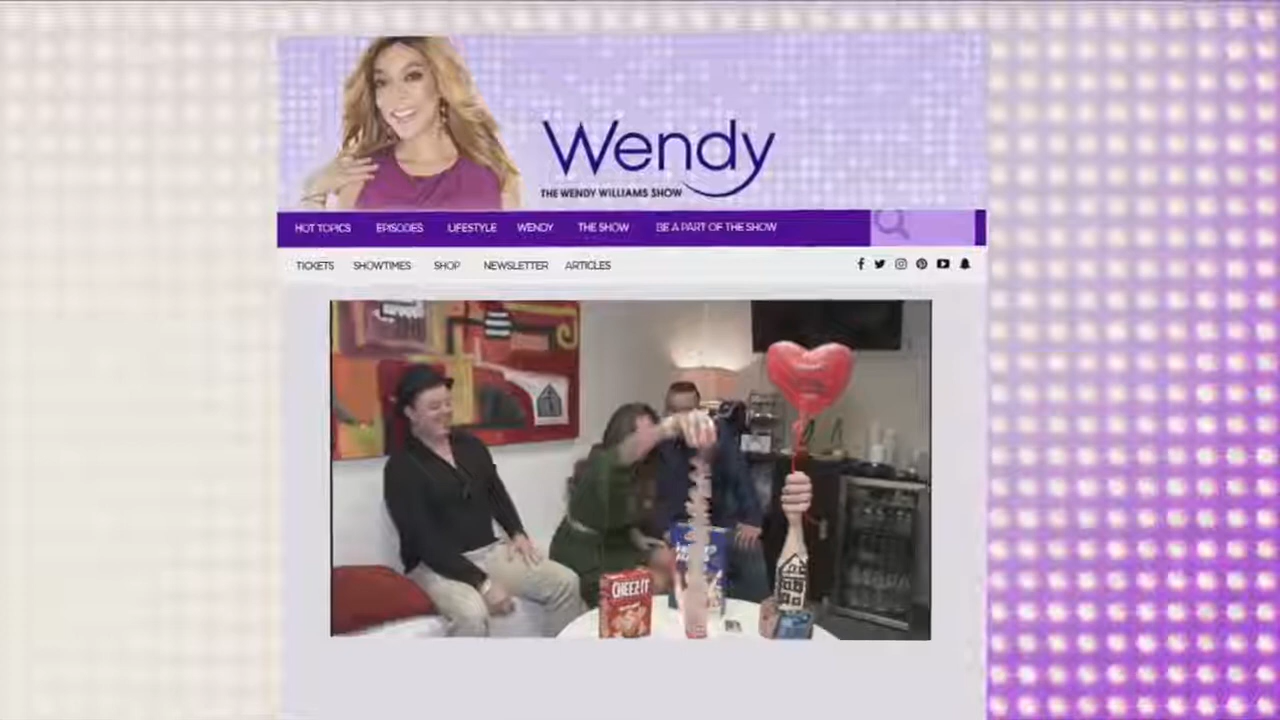 Wendy
THE WENDY WILLIAMS SHOW
HOT TOPICS EPISODES LIFESTYLE WENDY THE SHOW BE A PART OF THE SHOW
TICKETS SHOWTIMES SHOP NEWSLETTER ARTICLES
CHEEZ-IT